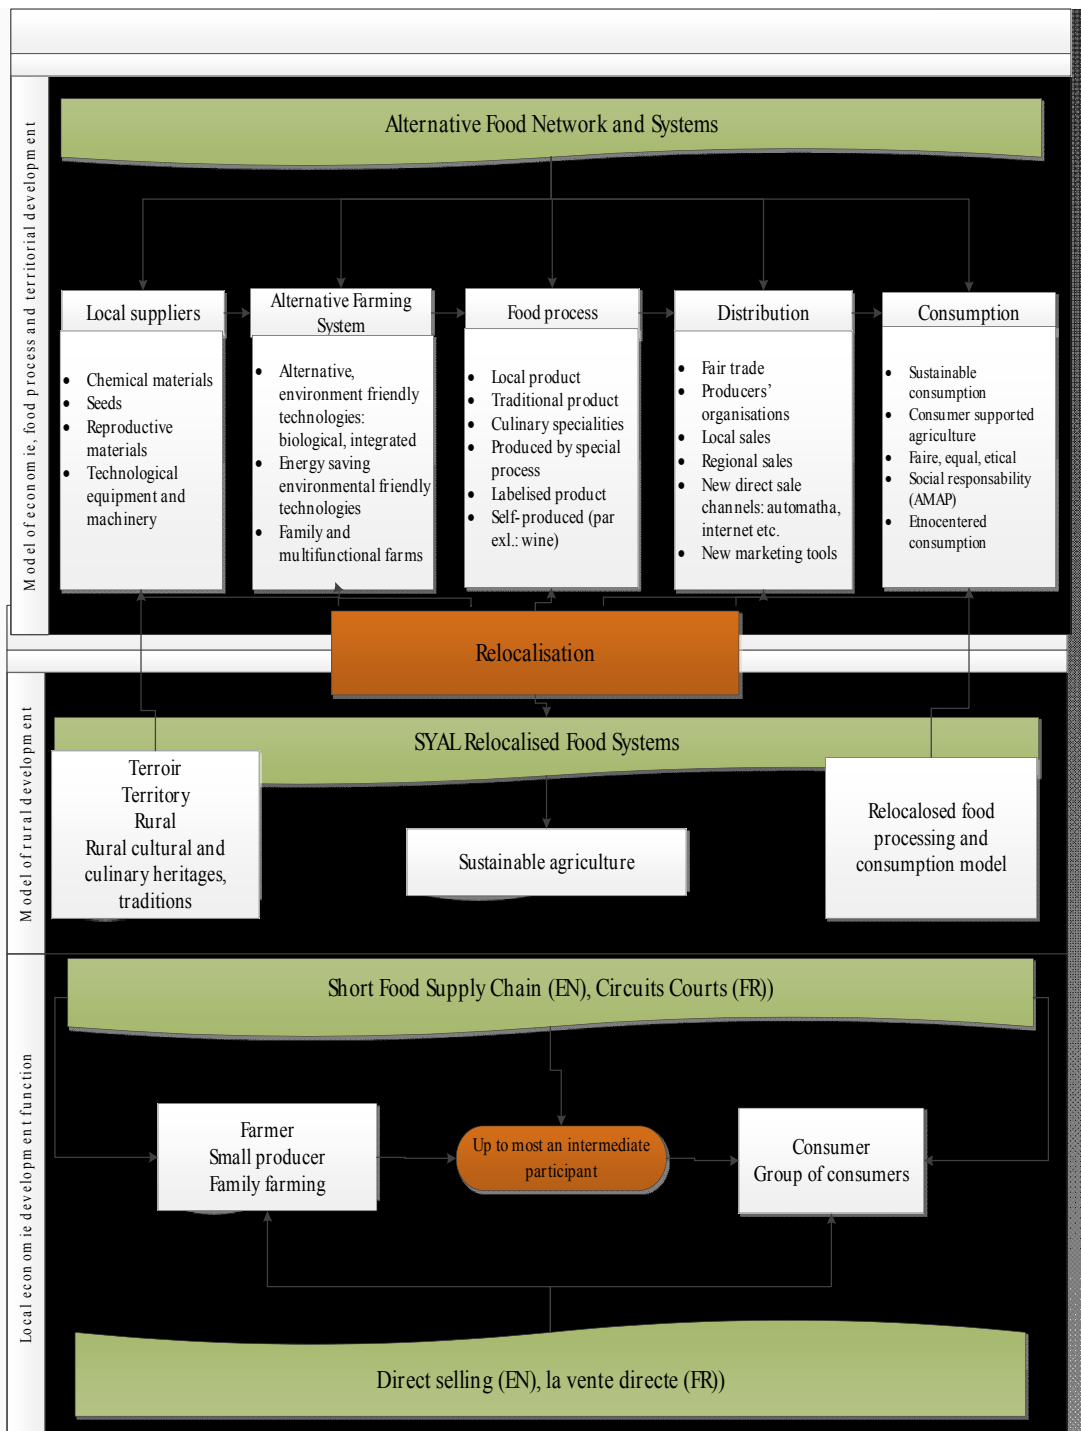 Model of economie, food process and territorial development
Alternative Food Network and Systems
Local suppliers
Chemical materials
Seeds
Reproductive
materials
Technological
equipment and
machinery
Alternative Farming
System
Alternative,
environment friendly
technologies:
biological, integrated
Energy saving
environmental friendly
technologies
Family and
multifunctional farms
Food process
Local product
Traditional product
Culinary specialities
Produced by special
process
Labelised product
Self-produced (par
exl.: wine)
Distribution
Fair trade
Producers’
organisations
Local sales
Regional sales
New direct sale
channels: automatha,
internet etc.
New marketing tools
Consumption
Sustainable
consumption
Consumer supported
agriculture
Faire, equal, etical
Social responsability
(AMAP)
Etnocentered
consumption
Relocalisation
Model of rural development
SYAL Relocalised Food Systems
Terroir
Territory
Rural
Rural cultural and
culinary heritages,
traditions
Sustainable agriculture
Relocalosed food
processing and
consumption model
Local economie development function
Short Food Supply Chain (EN), Circuits Courts (FR))
Farmer
Small producer
Family farming
Up to most an intermediate
participant
Consumer
Group of consumers
Direct selling (EN), la vente directe (FR))